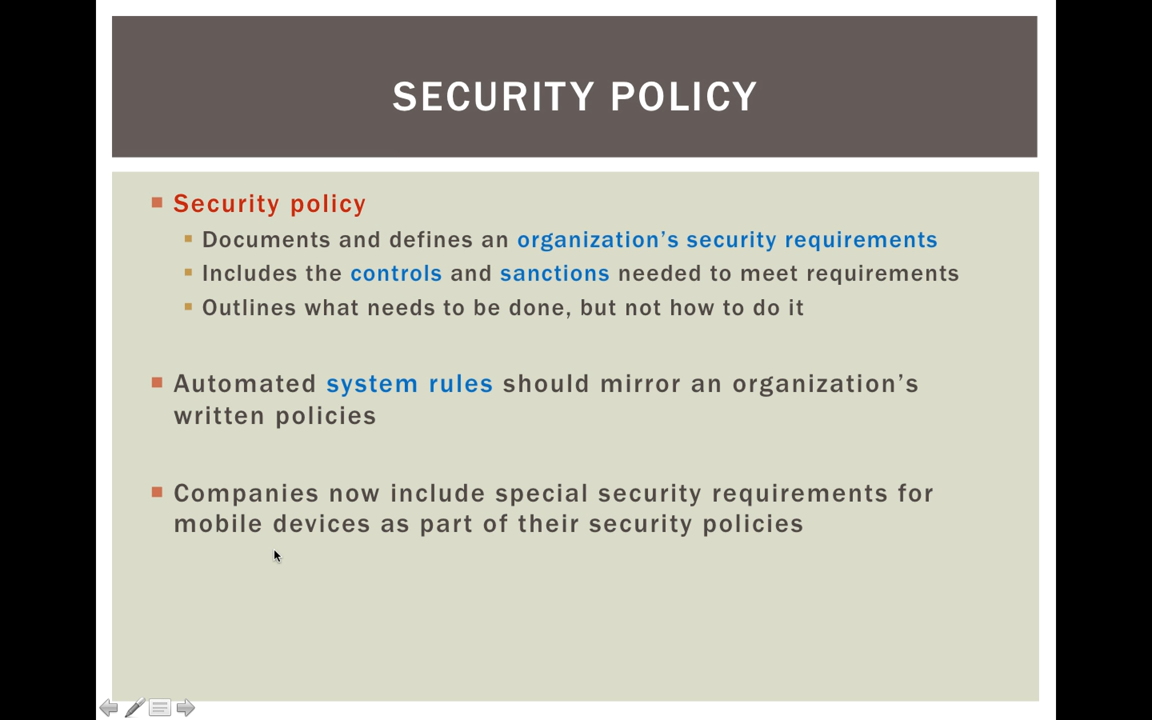 SECURITY POLICY
Security policy
Documents and defines an organization’s security requirements
Includes the controls and sanctions needed to meet requirements
Outlines what needs to be done, but not how to do it
Automated system rules should mirror an organization’s
written policies
Companies now include special security requirements for
mobile devices as part of their security policies